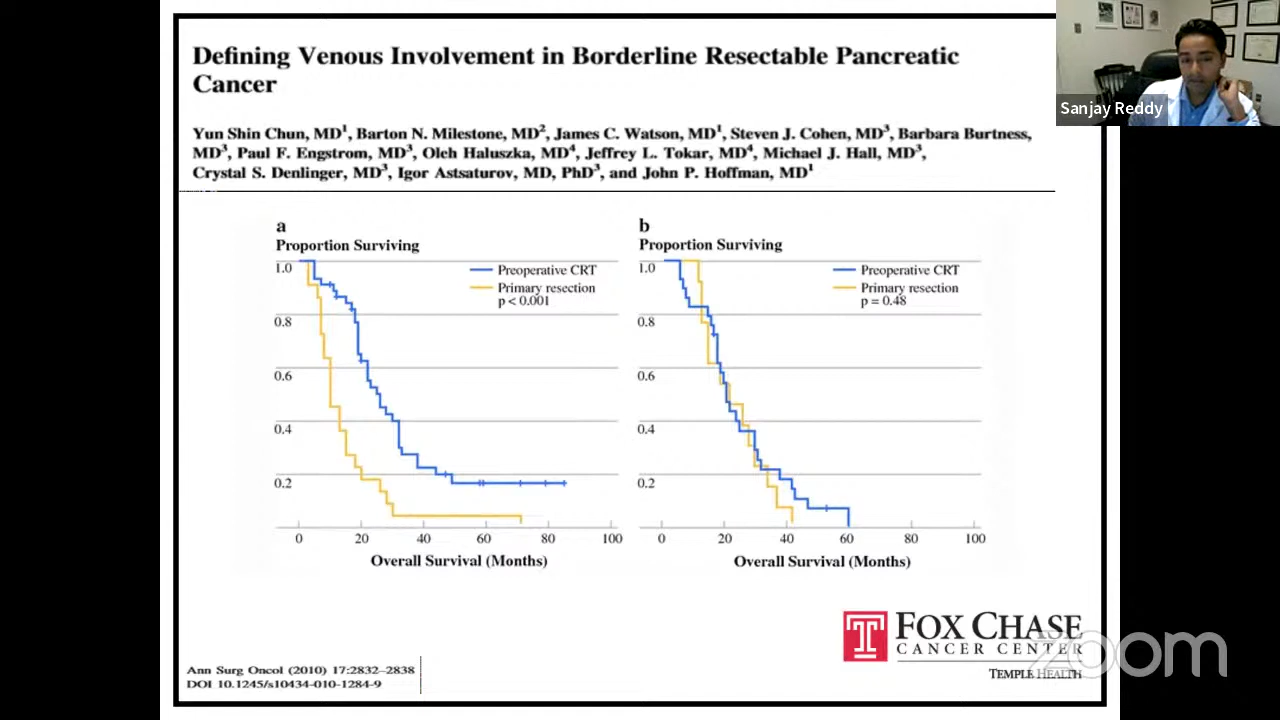 Defining Venous Involvement in Borderline Resectable Pancreatic
Cancer
Yun Shin Chun, MD1, Barton N. Milestone, MD2, James C. Watson, MD1, Steven J. Cohen, MD3, Barbara Burtness,
MD3, Paul F. Engstrom, MD3, Oleh Haluszka, MD4, Jeffrey L. Tokar, MD4, Michael J. Hall, MD3,
Crystal S. Denlinger, MD3, Igor Astsaturov, MD, PhD3, and John P. Hoffman, MD1
Sanjay Reddy
a
Proportion Surviving
1.0
0.8
0.6
0.4
0.2
Preoperative CRT
Primary resection
p < 0.001
0 20 40 60 80 100
Overall Survival (Months)
b
Proportion Surviving
1.0
0.8
0.6
0.4
0.2
Preoperative CRT
Primary resection
p = 0.48
0 20 40 60 80 100
Overall Survival (Months)
Ann Surg Oncol (2010) 17:2832–2838
DOI 10.1245/s10434-010-1284-9
FOX CHASE
CANCER CENTER
TEMPLE HEALTH
zoom